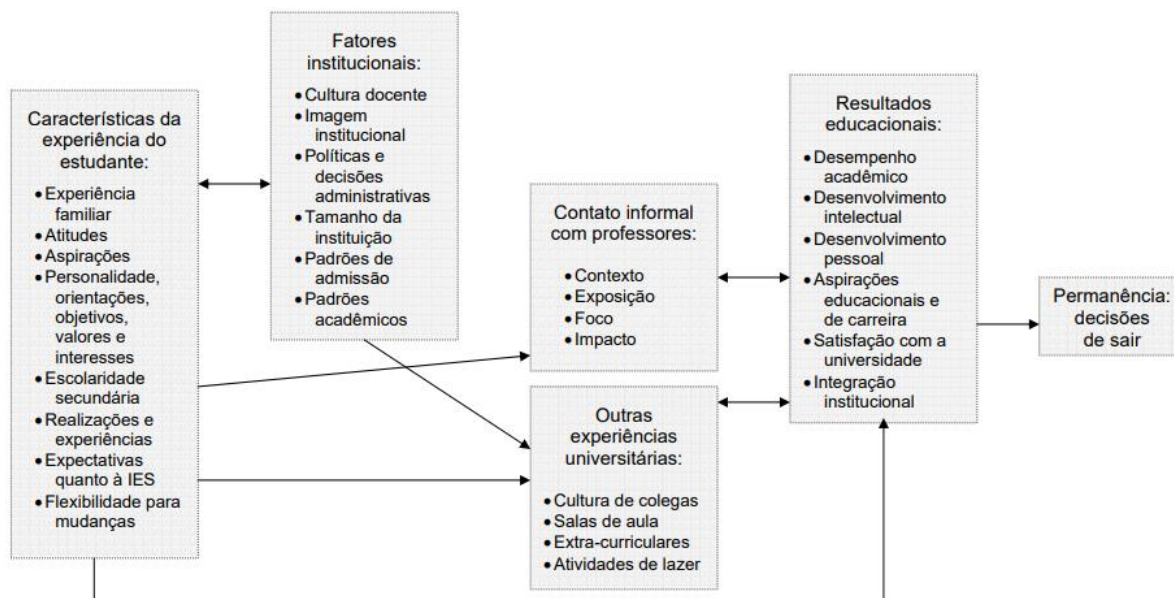 Características da
experiência do
estudante:
• Experiência
familiar
• Atitudes
• Aspirações
• Personalidade,
orientações,
objetivos,
valores e
interesses
• Escolaridade
secundária
• Realizações e
experiências
• Expectativas
quanto à IES
• Flexibilidade para
mudanças
Fatores
institucionais:
• Cultura docente
• Imagem
institucional
• Políticas e
decisões
administrativas
• Tamanho da
instituição
• Padrões de
admissão
• Padrões
acadêmicos
Contato informal
com professores:
• Contexto
• Exposição
• Foco
• Impacto
Outras
experiências
universitárias:
• Cultura de colegas
• Salas de aula
• Extra-curriculares
• Atividades de lazer
Resultados
educacionais:
• Desempenho
acadêmico
• Desenvolvimento
intelectual
• Desenvolvimento
pessoal
• Aspirações
educacionais e
de carreira
• Satisfação com a
universidade
• Integração
institucional
Permanência:
decisões
de sair